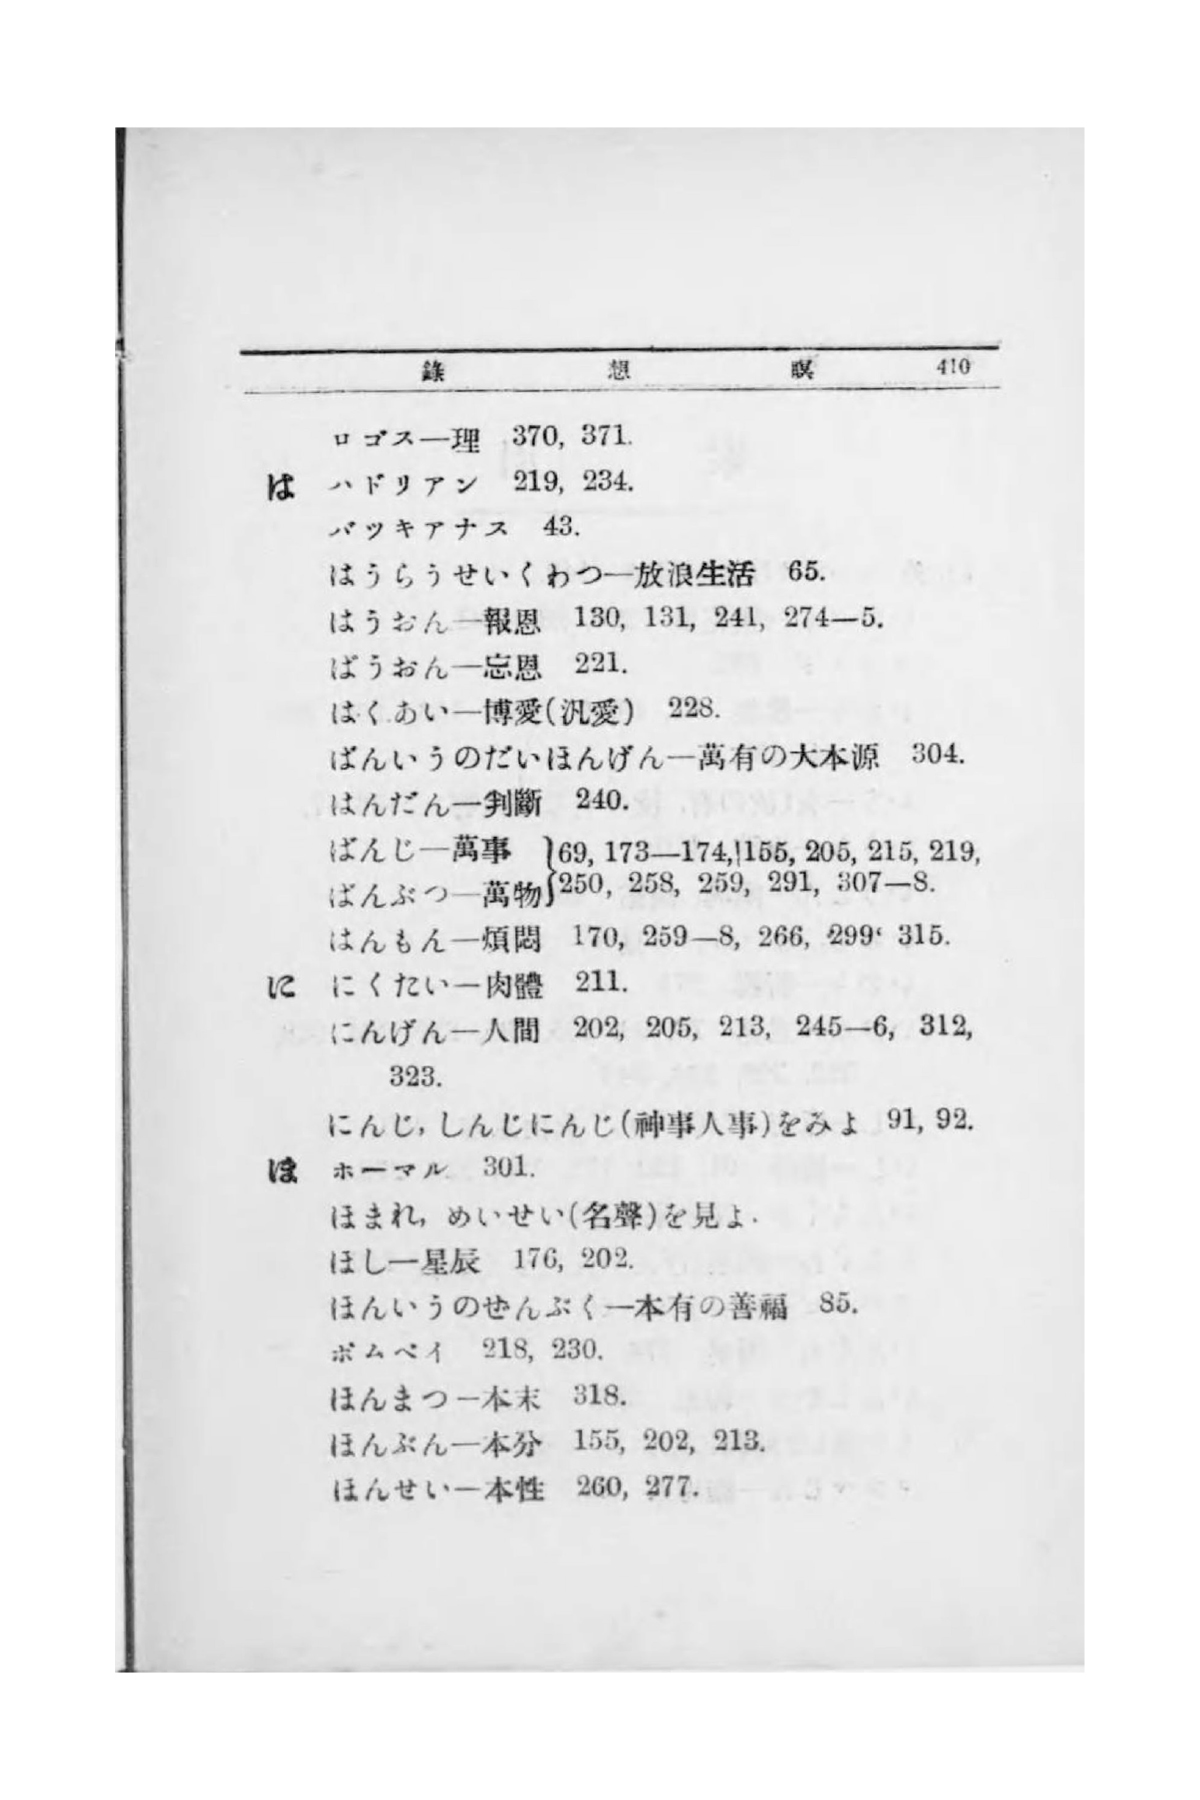 錄 想 瞑 410
ロゴス—理 370, 371.
は ハドリアン 219, 234.
バツキアナス 43.
はうらうせいくわつ—放浪生活 65.
はうおん—報恩 130, 131, 241, 274—5.
ばうおん—忘恩 221.
はくあい—博愛(汎愛) 228.
ばんいうのだいほんげん—萬有の大本源 304.
はんだん—判斷 240.
ばんじ—萬事 }69, 173—174, 155, 205, 215, 219,
ばんぶつ—萬物 250, 258, 259, 291, 307—8.
はんもん—煩悶 170, 259—8, 266, 299‘ 315.
に にくたい—肉體 211.
にんげん—人間 202, 205, 213, 245—6, 312,
323.
にんじ, しんじにんじ(神事人事)をみよ 91, 92.
ほ ホーマル 301.
ほまれ, めいせい(名聲)を見よ.
ほし—星辰 176, 202.
ほんいうのぜんぷく—本有の善福 85.
ポムペイ 218, 230.
ほんまつ—本末 318.
ほんぶん—本分 155, 202, 213.
ほんせい—本性 260, 277.